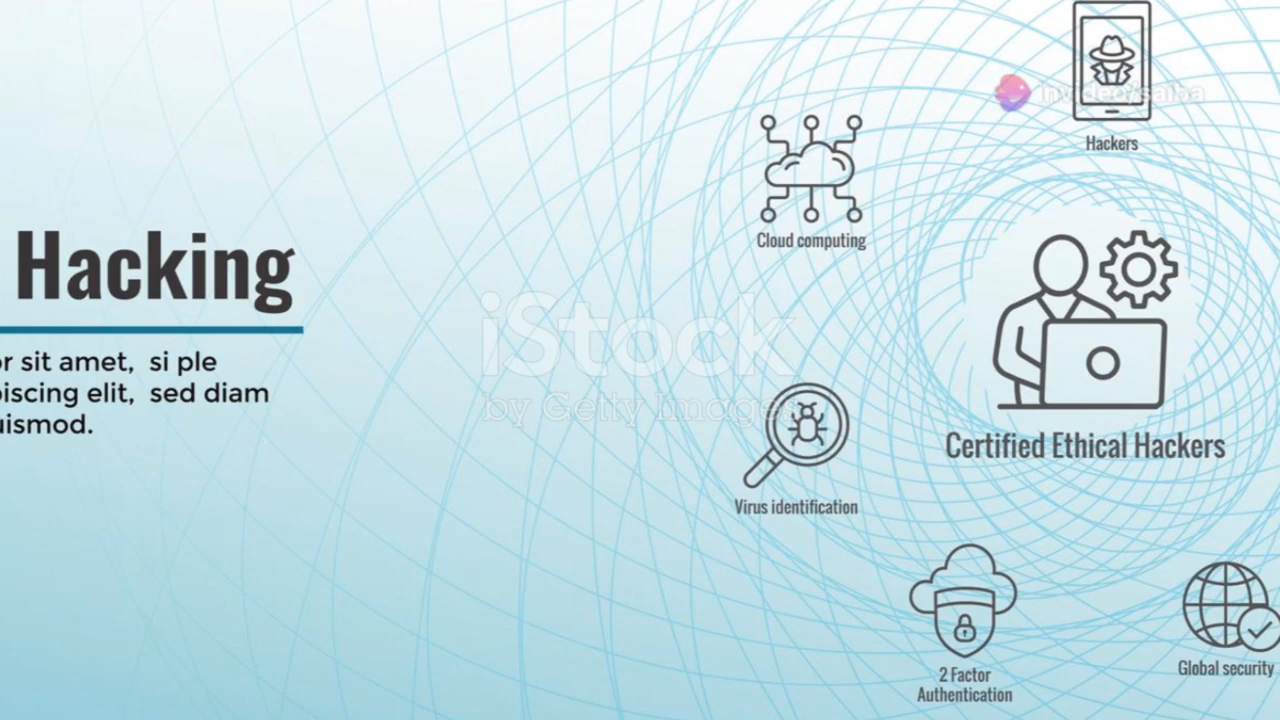 Hackers
Cloud computing
Hacking
or sit amet,  si ple
piscing elit,  sed diam
uismod.
iStock
by Getty Images
Certified Ethical Hackers
Virus identification
2 Factor
Authentication
Global security